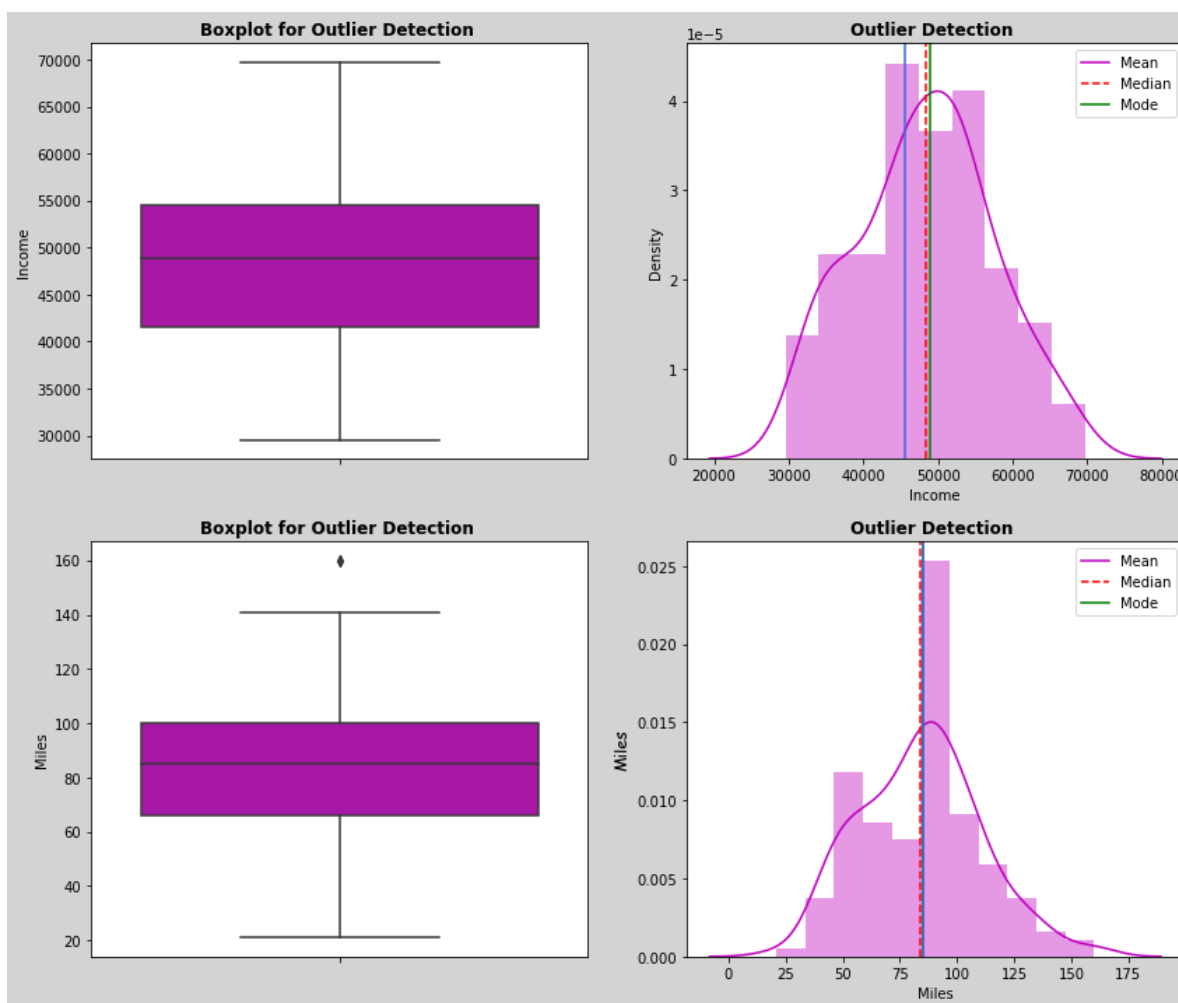 Boxplot for Outlier Detection
70000
65000
60000
55000
50000
45000
40000
35000
30000
Income
Outlier Detection
1e−5
Mean
Median
Mode
4
3
2
1
0
Density
20000 30000 40000 50000 60000 70000 80000
Income
Boxplot for Outlier Detection
160
140
120
100
80
60
40
20
Miles
Outlier Detection
Mean
Median
Mode
0.025
0.020
0.015
0.010
0.005
0.000
Miles
0 25 50 75 100 125 150 175
Miles